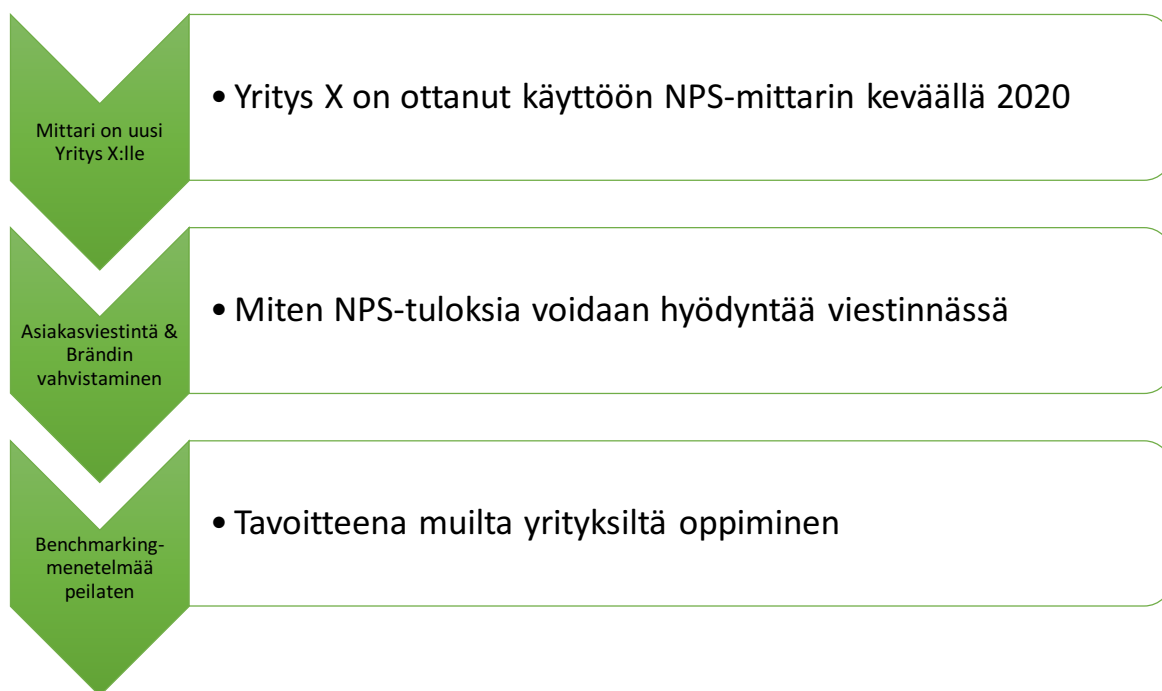 Mittari on uusi
Yritys X:lle
• Yritys X on ottanut käyttöön NPS-mittarin keväällä 2020
Asiakasviestintä &
Brändin
vahvistaminen
• Miten NPS-tuloksia voidaan hyödyntää viestinnässä
Benchmarking-
menetelmää
peilaten
• Tavoitteena muilta yrityksiltä oppiminen